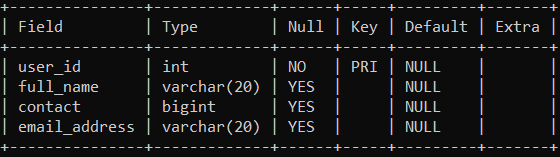 +---------------+-------------+------+-----+---------+-------+
| Field         | Type        | Null | Key | Default | Extra |
+---------------+-------------+------+-----+---------+-------+
| user_id       | int         | NO   | PRI | NULL    |       |
| full_name     | varchar(20) | YES  |     | NULL    |       |
| contact       | bigint      | YES  |     | NULL    |       |
| email_address | varchar(20) | YES  |     | NULL    |       |
+---------------+-------------+------+-----+---------+-------+